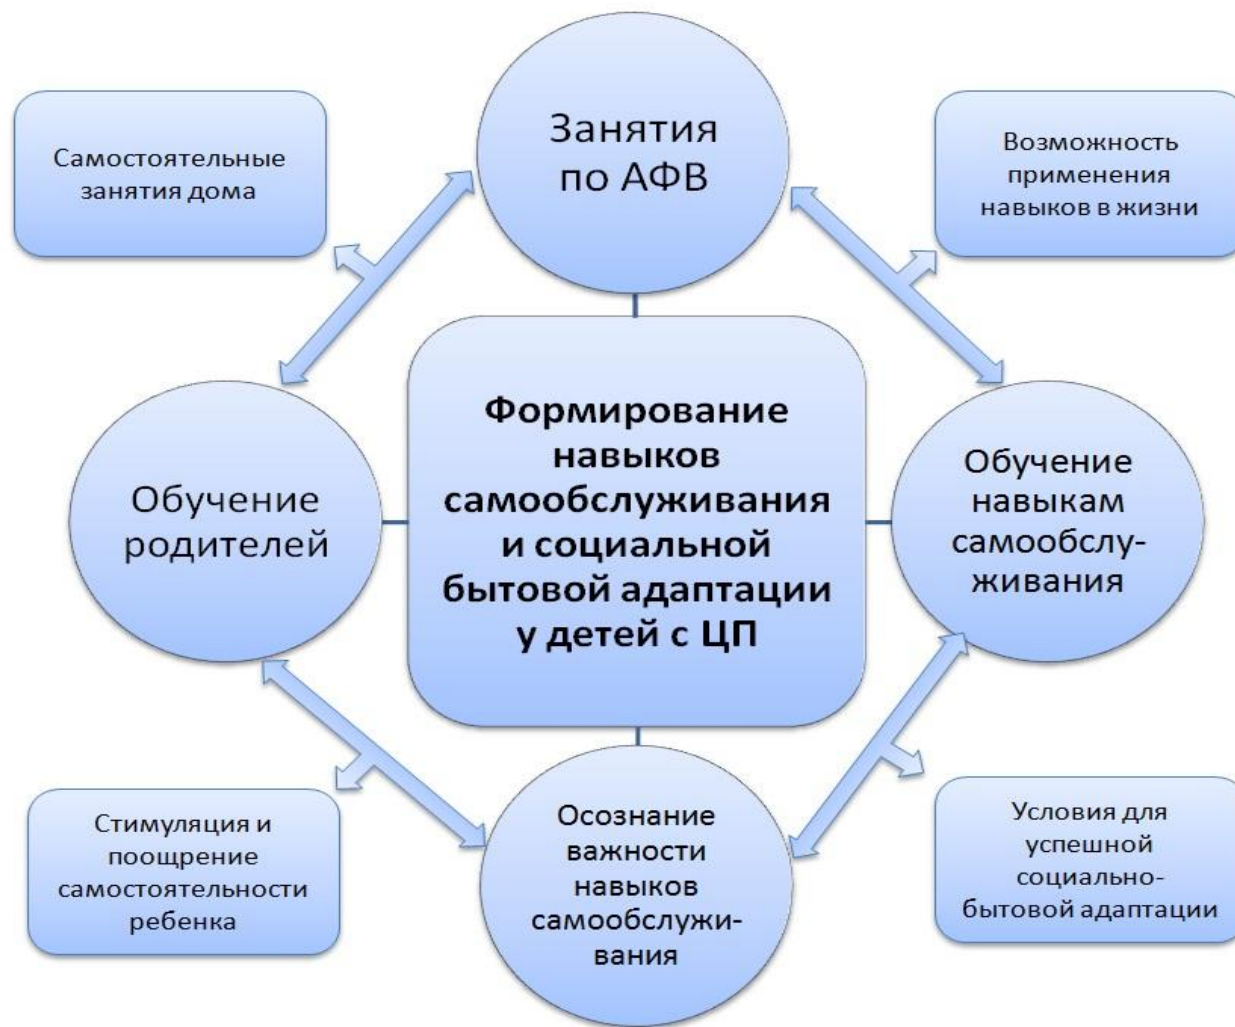 Занятия
по АФВ
Самостоятельные
занятия дома
Возможность
применения
навыков в жизни
Формирование
навыков
самообслуживания
и социальной
бытовой адаптации
у детей с ЦП
Обучение
родителей
Обучение
навыкам
самообслу-
живания
Стимуляция и
поощрение
самостоятельности
ребенка
Осознание
важности
навыков
самообслужи-
вания
Условия для
успешной
социально-
бытовой адаптации